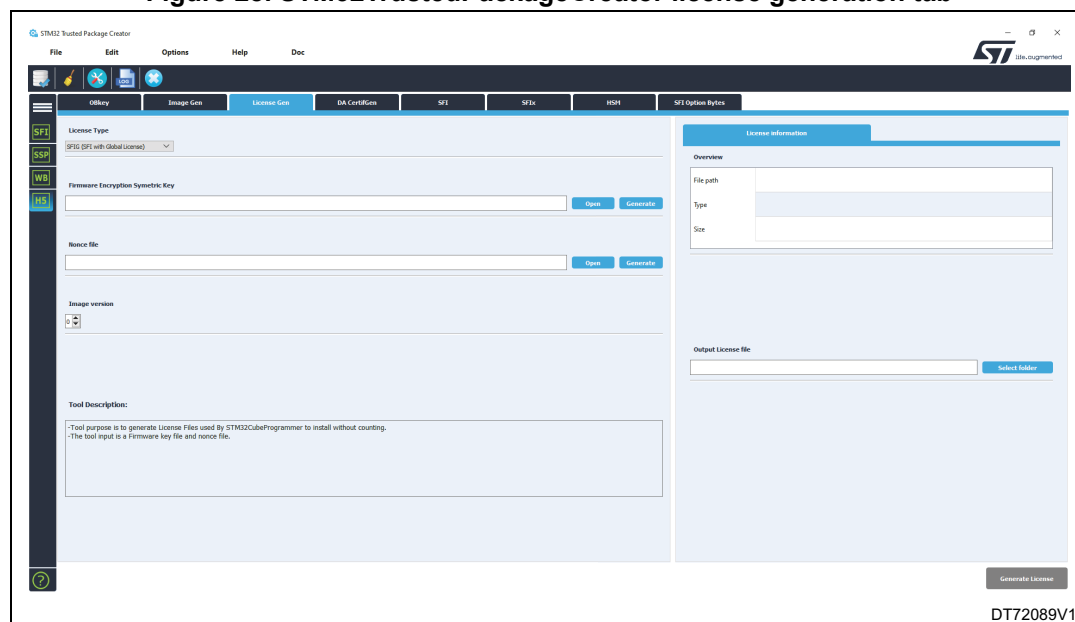 STM32 Trusted Package Creator
File Edit Options Help Doc
life.augmented
LOG
OBkey Image Gen License Gen DA CertifGen SFI SFIx HSM SFI Option Bytes
SFI
SSP
WB
H5
License Type
SFIG (SFI with Global License)
Firmware Encryption Symetric Key
Open Generate
Nonce file
Open Generate
Image version
0
Tool Description:
-Tool purpose is to generate License Files used By STM32CubeProgrammer to install without counting.
-The tool input is a Firmware key file and nonce file.
License information
Overview
File path
Type
Size
Output License file
Select folder
Generate License
DT72089V1